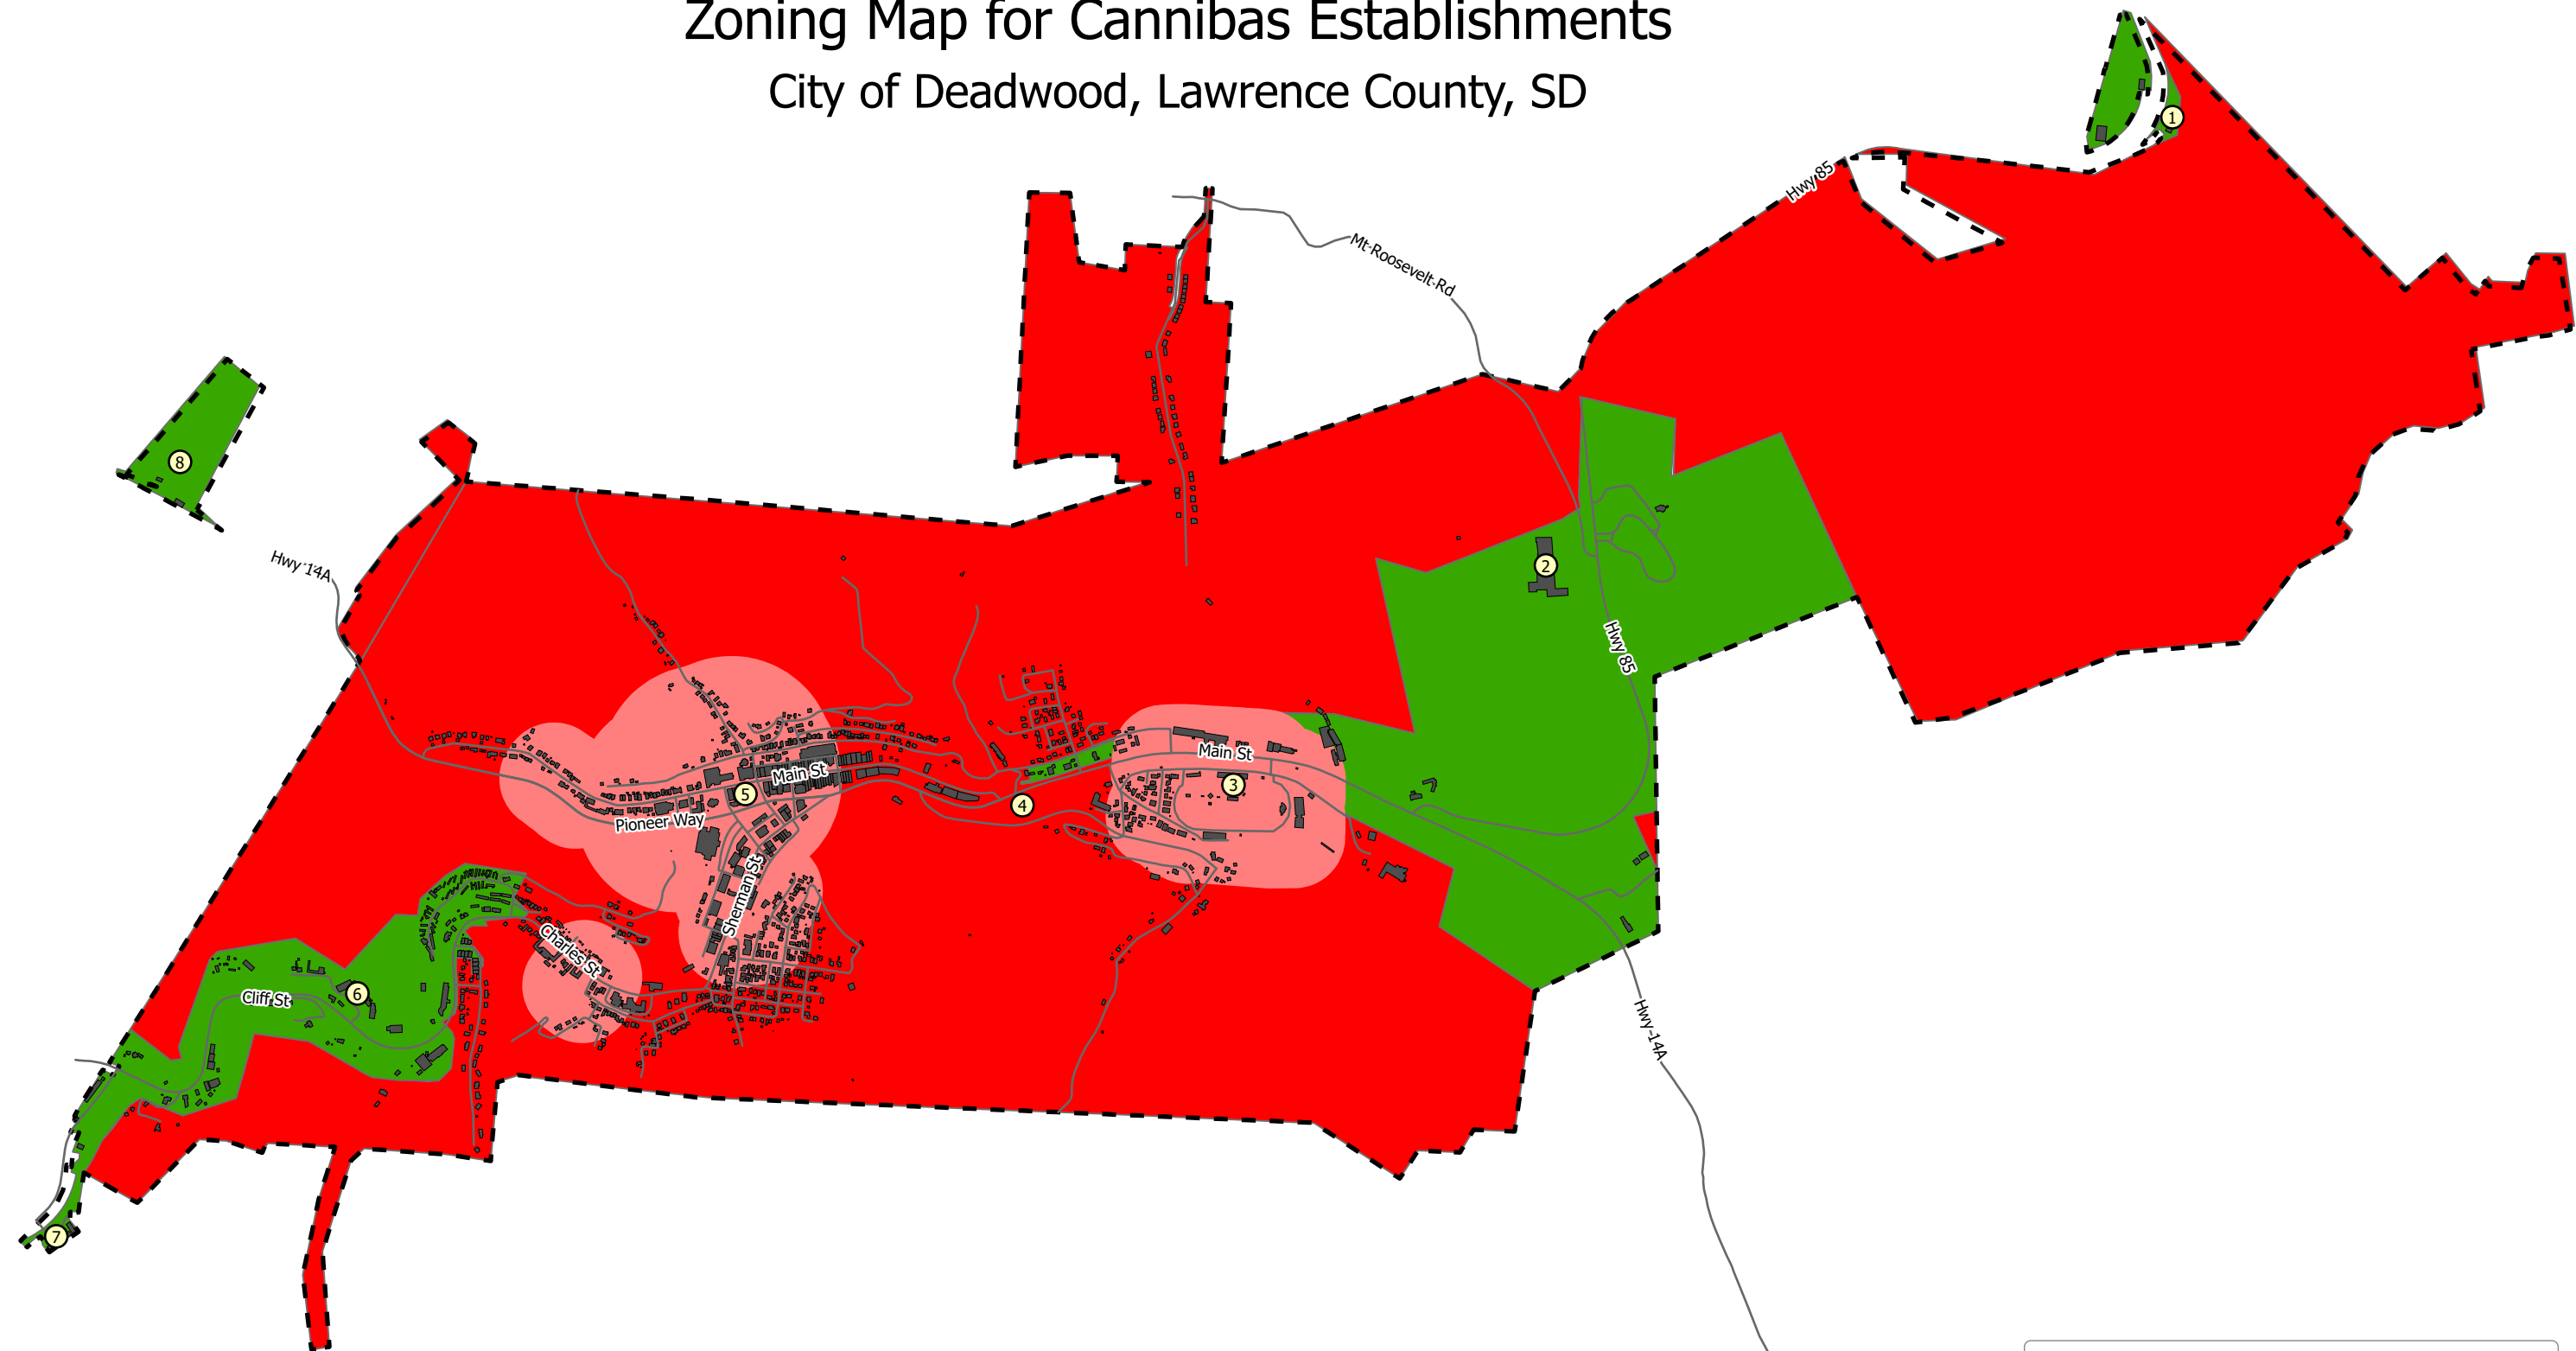 Zoning Map for Cannibas Establishments
City of Deadwood, Lawrence County, SD
1
Hwy 85
Mt Roosevelt Rd
8
Hwy 14A
2
Hwy 85
Main St
3
Main St
5
4
Pioneer Way
Sherman St
Charles St
6
Cliff St
Hwy 14A
7